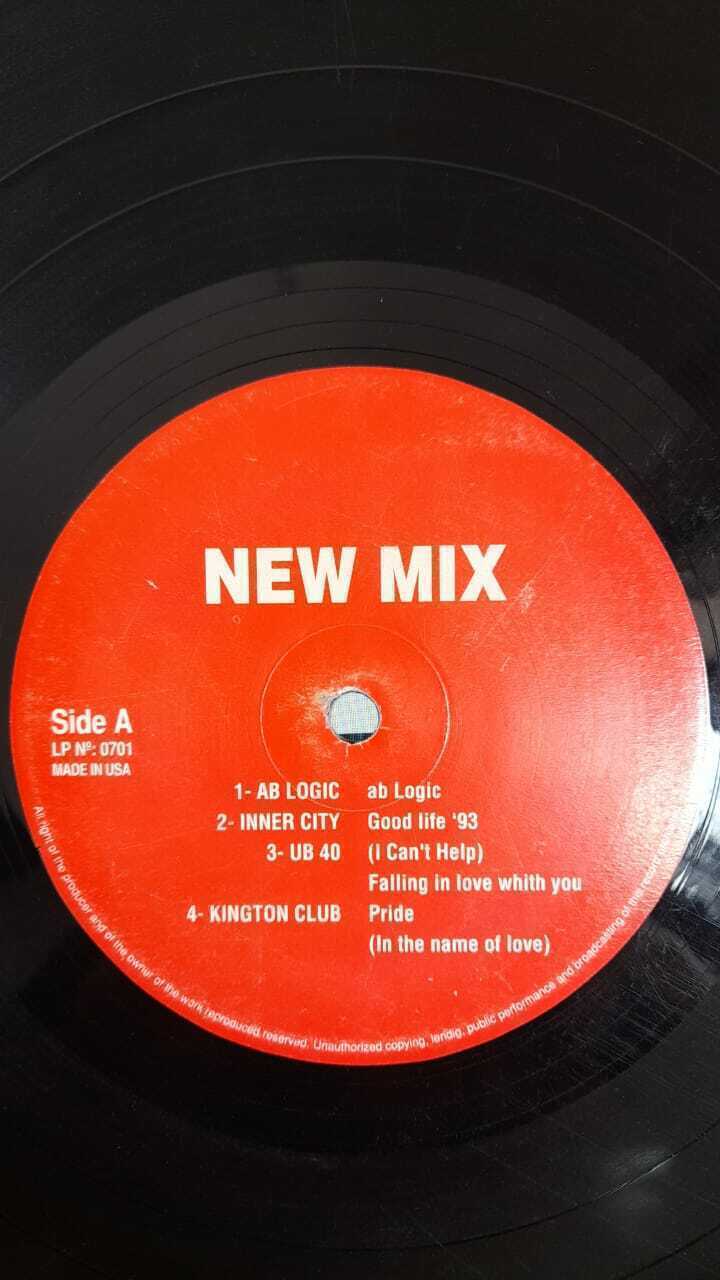 NEW MIX
Side A
LP Nº: 0701
MADE IN USA
1- AB LOGIC ab Logic
2- INNER CITY Good life '93
3- UB 40 (I Can't Help)
Falling in love whith you
4- KINGTON CLUB Pride
(In the name of love)
All right of the producer and of the owner of the work reproduced reserved. Unauthorized copying, lendig, public performance and broadcasting of this record